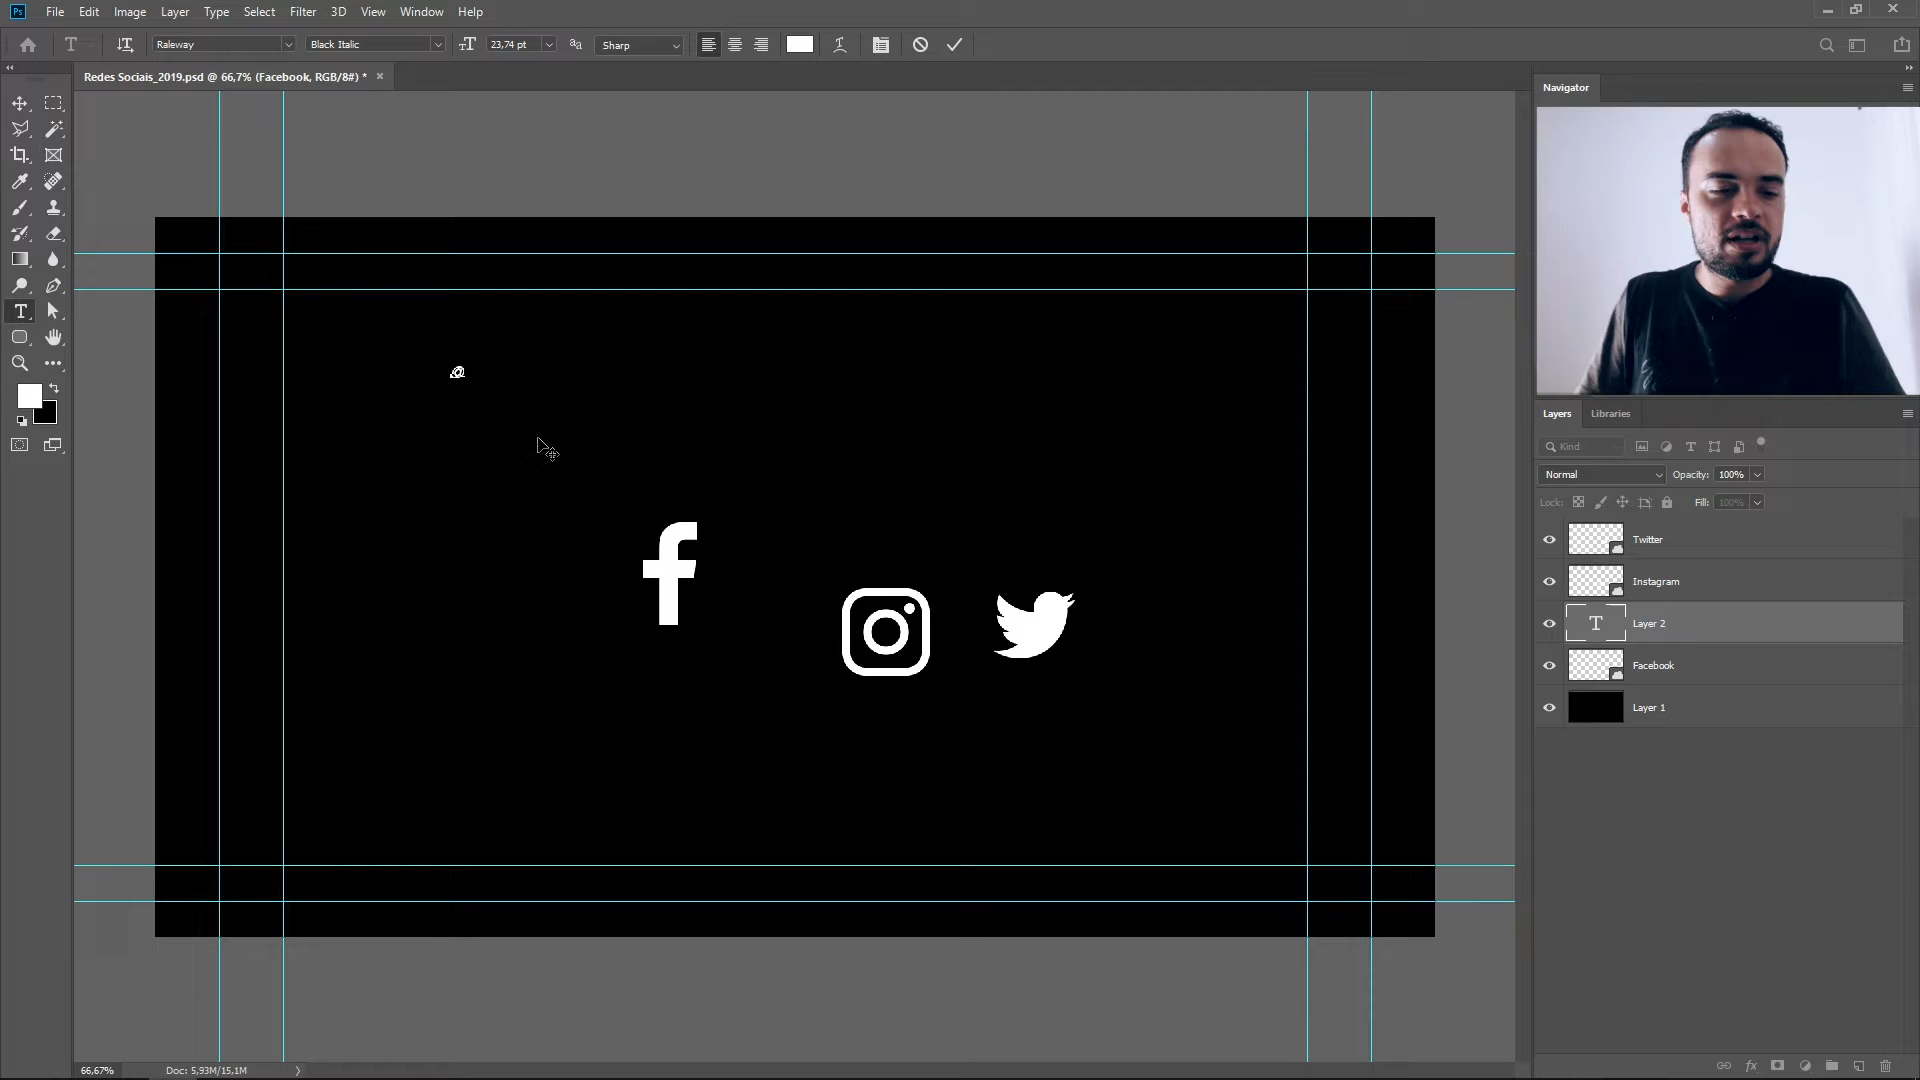 Ps File Edit Image Layer Type Select Filter 3D View Window Help
T Raleway Black Italic 23,74 pt Sharp
Redes Sociais_2019.psd @ 66,7% (Facebook, RGB/8#) * ×
Navigator
@
f
Layers Libraries
Kind
Normal Opacity: 100%
Lock: Fill: 100%
Twitter
Instagram
T Layer 2
Facebook
Layer 1
66,67% Doc: 5,93M/15,1M